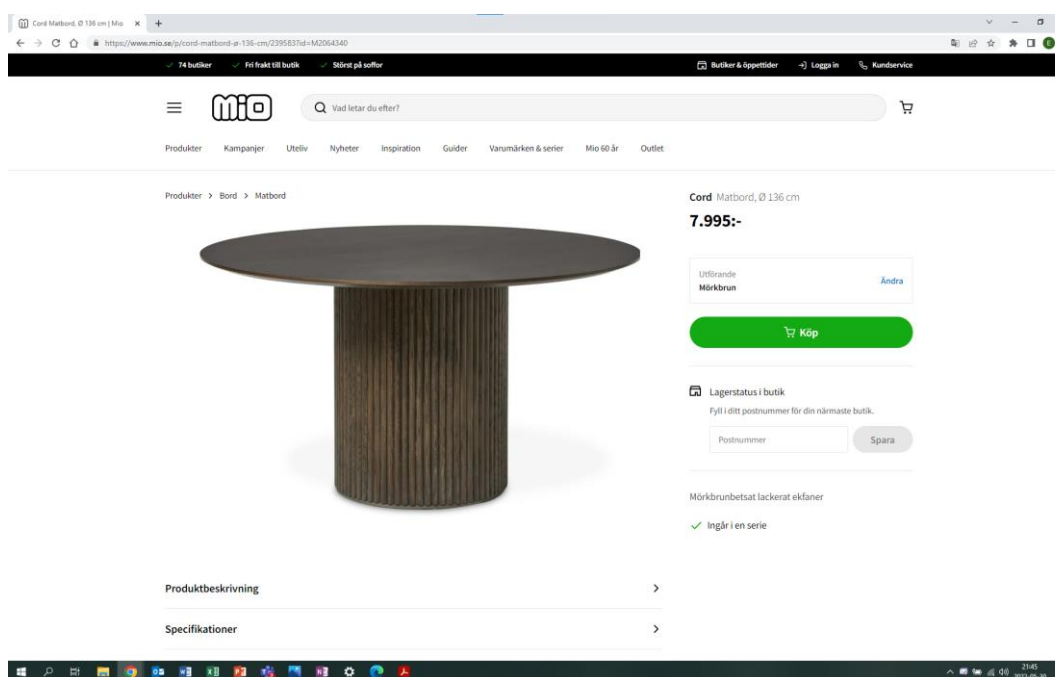 Cord Matbord, Ø 136 cm | Mio
https://www.mio.se/p/cord-matbord-ø-136-cm/239583?id=M2064340
74 butiker Fri frakt till butik Störst på soffor Butiker & öppettider Logga in Kundservice
mio Vad letar du efter?
Produkter Kampanjer Uteliv Nyheter Inspiration Guider Varumärken & serier Mio 60 år Outlet
Produkter > Bord > Matbord
Cord Matbord, Ø 136 cm
7.995:-
Utförande
Mörkbrun
Ändra
Köp
Lagerstatus i butik
Fyll i ditt postnummer för din närmaste butik.
Postnummer Spara
Mörkbrunbetsat lackerat ekfaner
Ingår i en serie
Produktbeskrivning
Specifikationer
21:45